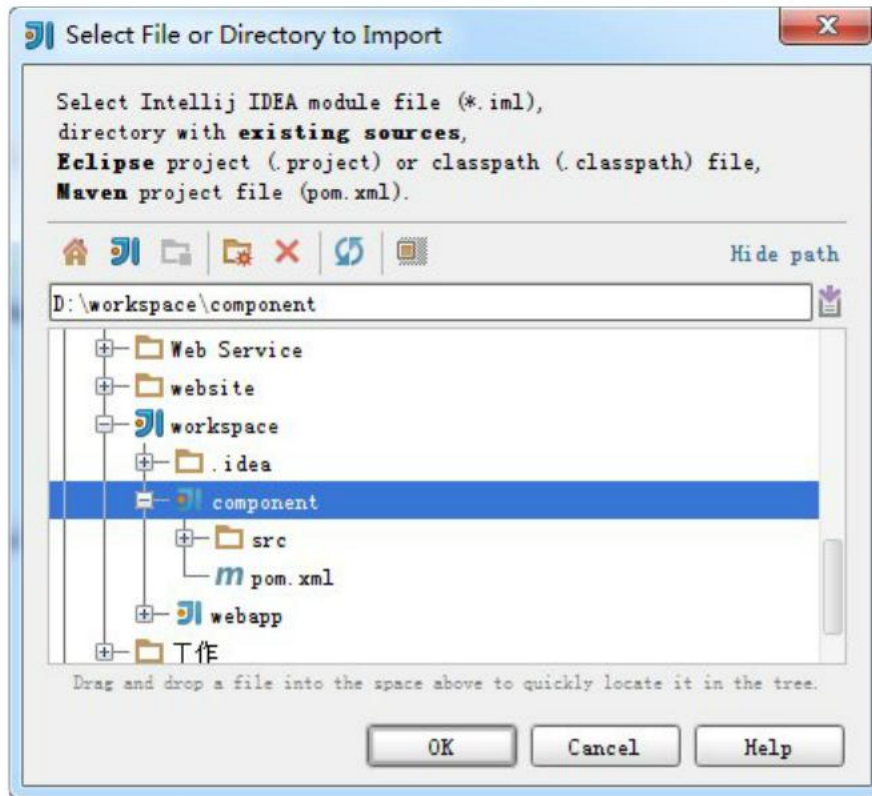 Select File or Directory to Import
Select Intellij IDEA module file (*.iml),
directory with existing sources,
Eclipse project (.project) or classpath (.classpath) file,
Maven project file (pom.xml).
Hide path
D:\workspace\component
Web Service
website
workspace
.idea
component
src
pom.xml
webapp
工作
Drag and drop a file into the space above to quickly locate it in the tree.
OK Cancel Help